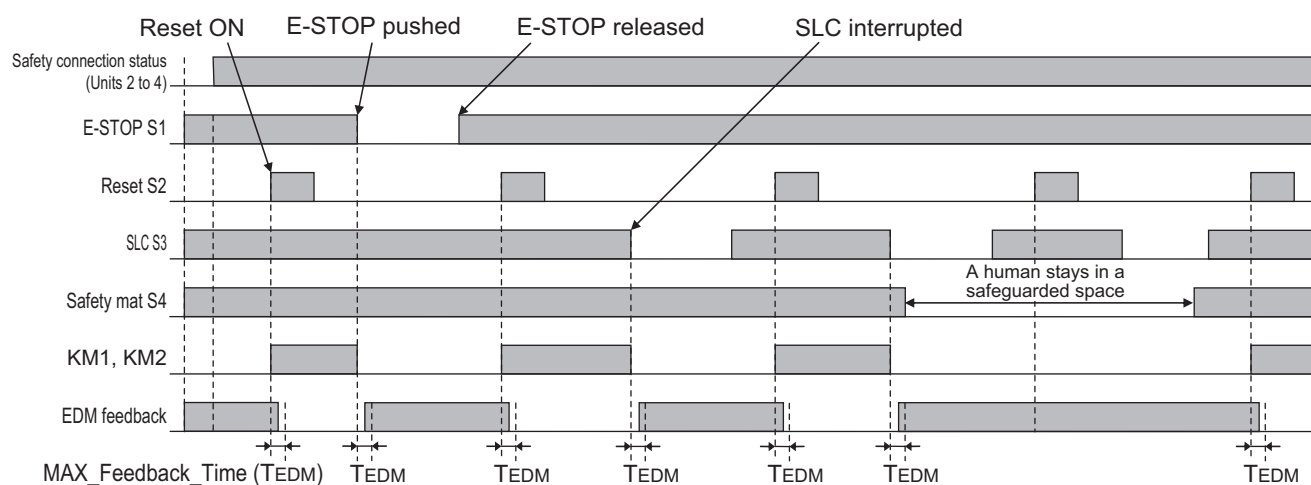 Reset ON
E-STOP pushed
E-STOP released
SLC interrupted
Safety connection status
(Units 2 to 4)
E-STOP S1
Reset S2
SLC S3
A human stays in a
safeguarded space
Safety mat S4
KM1, KM2
EDM feedback
MAX_Feedback_Time (TEDM) TEDM TEDM TEDM TEDM TEDM TEDM